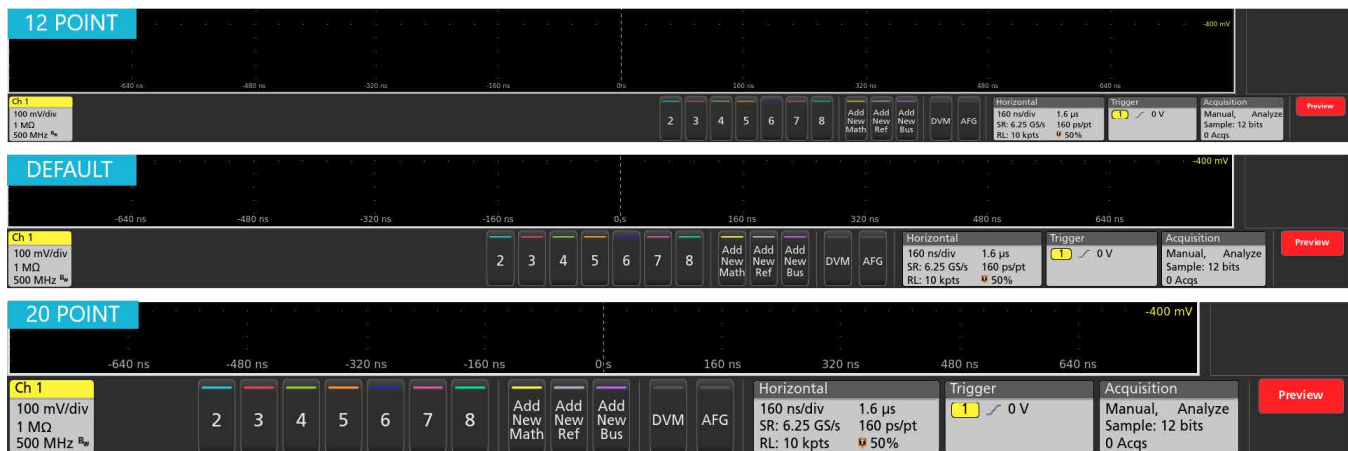 12 POINT
-400 mV
-640 ns -480 ns -320 ns -160 ns 0 s 160 ns 320 ns 480 ns 640 ns
Ch 1
100 mV/div
1 MΩ
500 MHz Bw
2 3 4 5 6 7 8
Add New Math
Add New Ref
Add New Bus
DVM
AFG
Horizontal
160 ns/div 1.6 µs
SR: 6.25 GS/s 160 ps/pt
RL: 10 kpts 50%
Trigger
1 0 V
Acquisition
Manual, Analyze
Sample: 12 bits
0 Acqs
Preview
DEFAULT
-400 mV
-640 ns -480 ns -320 ns -160 ns 0 s 160 ns 320 ns 480 ns 640 ns
Ch 1
100 mV/div
1 MΩ
500 MHz Bw
2 3 4 5 6 7 8
Add New Math
Add New Ref
Add New Bus
DVM
AFG
Horizontal
160 ns/div 1.6 µs
SR: 6.25 GS/s 160 ps/pt
RL: 10 kpts 50%
Trigger
1 0 V
Acquisition
Manual, Analyze
Sample: 12 bits
0 Acqs
Preview
20 POINT
-400 mV
-640 ns -480 ns -320 ns -160 ns 0 s 160 ns 320 ns 480 ns 640 ns
Ch 1
100 mV/div
1 MΩ
500 MHz Bw
2 3 4 5 6 7 8
Add New Math
Add New Ref
Add New Bus
DVM
AFG
Horizontal
160 ns/div 1.6 µs
SR: 6.25 GS/s 160 ps/pt
RL: 10 kpts 50%
Trigger
1 0 V
Acquisition
Manual, Analyze
Sample: 12 bits
0 Acqs
Preview